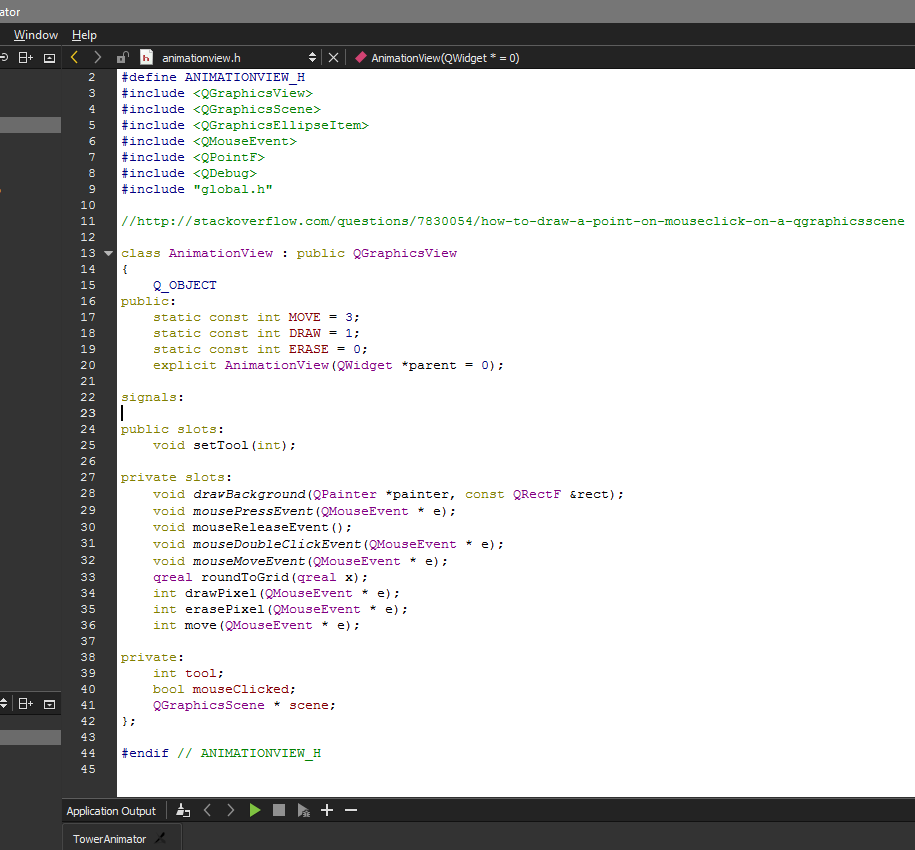 ator
Window Help
animationview.h AnimationView(QWidget * = 0)
2 #define ANIMATIONVIEW_H
3 #include <QGraphicsView>
4 #include <QGraphicsScene>
5 #include <QGraphicsEllipseItem>
6 #include <QMouseEvent>
7 #include <QPointF>
8 #include <QDebug>
9 #include "global.h"
10
11 //http://stackoverflow.com/questions/7830054/how-to-draw-a-point-on-mouseclick-on-a-qgraphicsscene
12
13 class AnimationView : public QGraphicsView
14 {
15     Q_OBJECT
16 public:
17     static const int MOVE = 3;
18     static const int DRAW = 1;
19     static const int ERASE = 0;
20     explicit AnimationView(QWidget *parent = 0);
21
22 signals:
23
24 public slots:
25     void setTool(int);
26
27 private slots:
28     void drawBackground(QPainter *painter, const QRectF &rect);
29     void mousePressEvent(QMouseEvent * e);
30     void mouseReleaseEvent();
31     void mouseDoubleClickEvent(QMouseEvent * e);
32     void mouseMoveEvent(QMouseEvent * e);
33     qreal roundToGrid(qreal x);
34     int drawPixel(QMouseEvent * e);
35     int erasePixel(QMouseEvent * e);
36     int move(QMouseEvent * e);
37
38 private:
39     int tool;
40     bool mouseClicked;
41     QGraphicsScene * scene;
42 };
43
44 #endif // ANIMATIONVIEW_H
45
Application Output
TowerAnimator